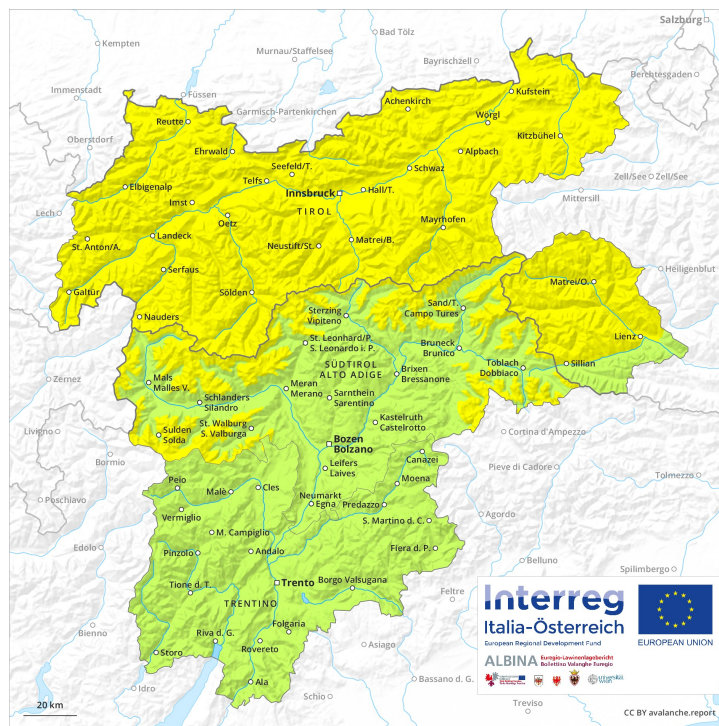 Salzburg
Bad Tölz
Kempten
Murnau/Staffelsee
Bayrischzell
Berchtesgaden
Immenstadt
Füssen
Kufstein
Achenkirch
Garmisch-Partenkirchen
Reutte
Wörgl
Oberstdorf
Kitzbühel
Ehrwald
Alpbach
Seefeld/T.
Schwaz
Telfs
Zell/See
Zell/See
Elbigenalp
Innsbruck
Hall/T.
Mittersill
Imst
TIROL
Lech
Oetz
Mayrhofen
Landeck
Matrei/B.
St. Anton/A.
Neustift/St.
Serfaus
Heiligenblut
Matrei/O.
Galtür
Sölden
Nauders
Sterzing
Vipiteno
Sand/T.
Campo Tures
Lienz
St. Leonhard/P.
S. Leonardo i. P.
Bruneck
Brunico
Sillian
Toblach
Dobbiaco
SÜDTIROL
ALTO ADIGE
Brixen
Bressanone
Mals
Malles V.
Meran
Merano
Zernez
Schlanders
Silandro
Sarnthein
Sarentino
St. Walburg
S. Valburga
Kastelruth
Castelrotto
Livigno
Sulden
Solda
Cortina d'Ampezzo
Bozen
Bolzano
Bormio
Canazei
Leifers
Laives
Pieve di Cadore
Tolmezzo
Peio
Malè
Cles
Moena
Poschiavo
Neumarkt
Egna
Predazzo
Vermiglio
Agordo
S. Martino d. C.
M. Campiglio
Edolo
Pinzolo
Andalo
Fiera d. P.
Belluno
Spilimbergo
Trento
Borgo Valsugana
Tione d. T.
Feltre
TRENTINO
Folgaria
Bienno
Riva d. G.
Rovereto
Asiago
Storo
Ala
Bassano d. G.
Idro
Schio
Treviso
20 km
Interreg
Italia-Österreich
European Regional Development Fund
EUROPEAN UNION
ALBINA
Euregio-Lawinenlagebericht
Bollettino Valanghe Euregio
universität
wien
CC BY avalanche.report